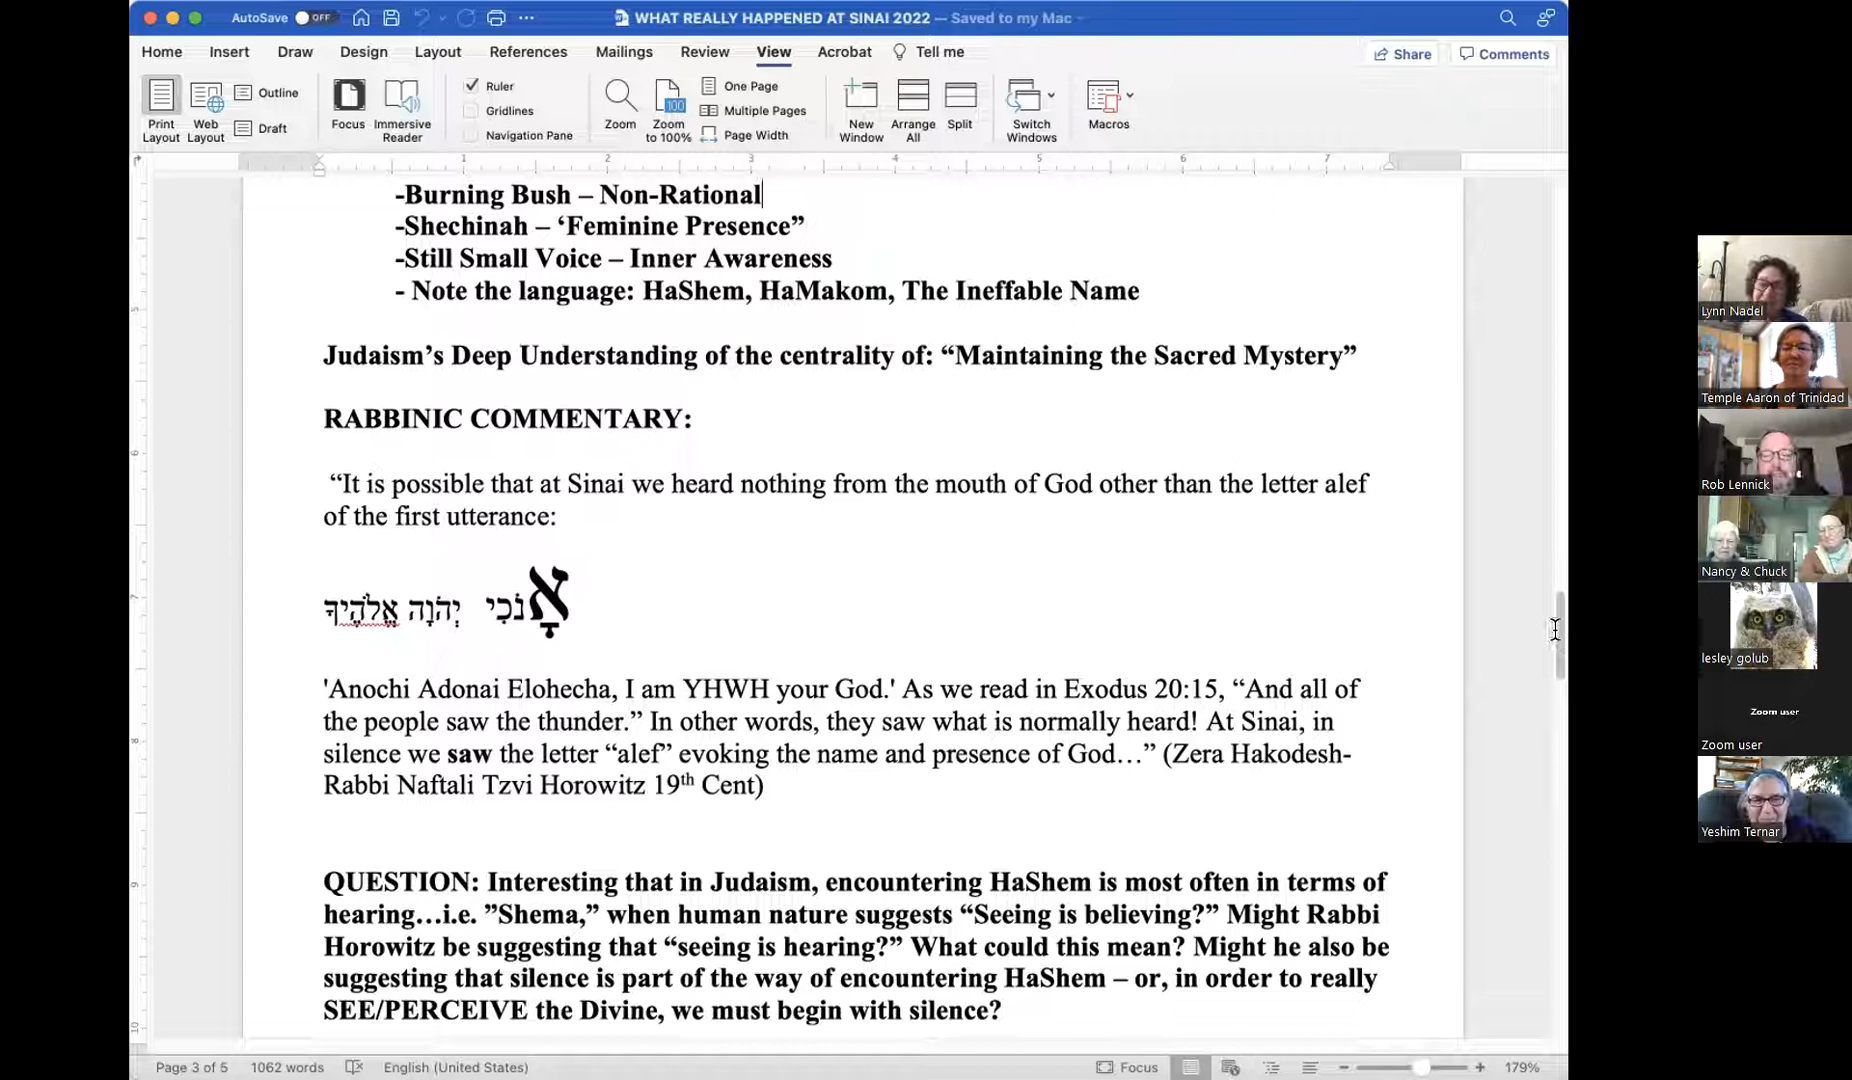 AutoSave OFF WHAT REALLY HAPPENED AT SINAI 2022 — Saved to my Mac
Home Insert Draw Design Layout References Mailings Review View Acrobat Tell me Share Comments
Print Layout Web Layout Outline Draft Focus Immersive Reader Ruler Gridlines Navigation Pane Zoom Zoom to 100% One Page Multiple Pages Page Width New Window Arrange All Split Switch Windows Macros
1 2 3 4 5 6 7
-Burning Bush – Non-Rational
-Shechinah – ‘Feminine Presence”
-Still Small Voice – Inner Awareness
- Note the language: HaShem, HaMakom, The Ineffable Name
Judaism’s Deep Understanding of the centrality of: “Maintaining the Sacred Mystery”
RABBINIC COMMENTARY:
“It is possible that at Sinai we heard nothing from the mouth of God other than the letter alef
of the first utterance:
אָנֹכִי יְהֹוָה אֱלֹהֶיךָ
'Anochi Adonai Elohecha, I am YHWH your God.' As we read in Exodus 20:15, “And all of
the people saw the thunder.” In other words, they saw what is normally heard! At Sinai, in
silence we saw the letter “alef” evoking the name and presence of God…” (Zera Hakodesh-
Rabbi Naftali Tzvi Horowitz 19th Cent)
QUESTION: Interesting that in Judaism, encountering HaShem is most often in terms of
hearing…i.e. ”Shema,” when human nature suggests “Seeing is believing?” Might Rabbi
Horowitz be suggesting that “seeing is hearing?” What could this mean? Might he also be
suggesting that silence is part of the way of encountering HaShem – or, in order to really
SEE/PERCEIVE the Divine, we must begin with silence?
Page 3 of 5 1062 words English (United States) Focus 179%
Lynn Nadel
Temple Aaron of Trinidad
Rob Lennick
Nancy & Chuck
lesley golub
Zoom user
Zoom user
Yeshim Ternar